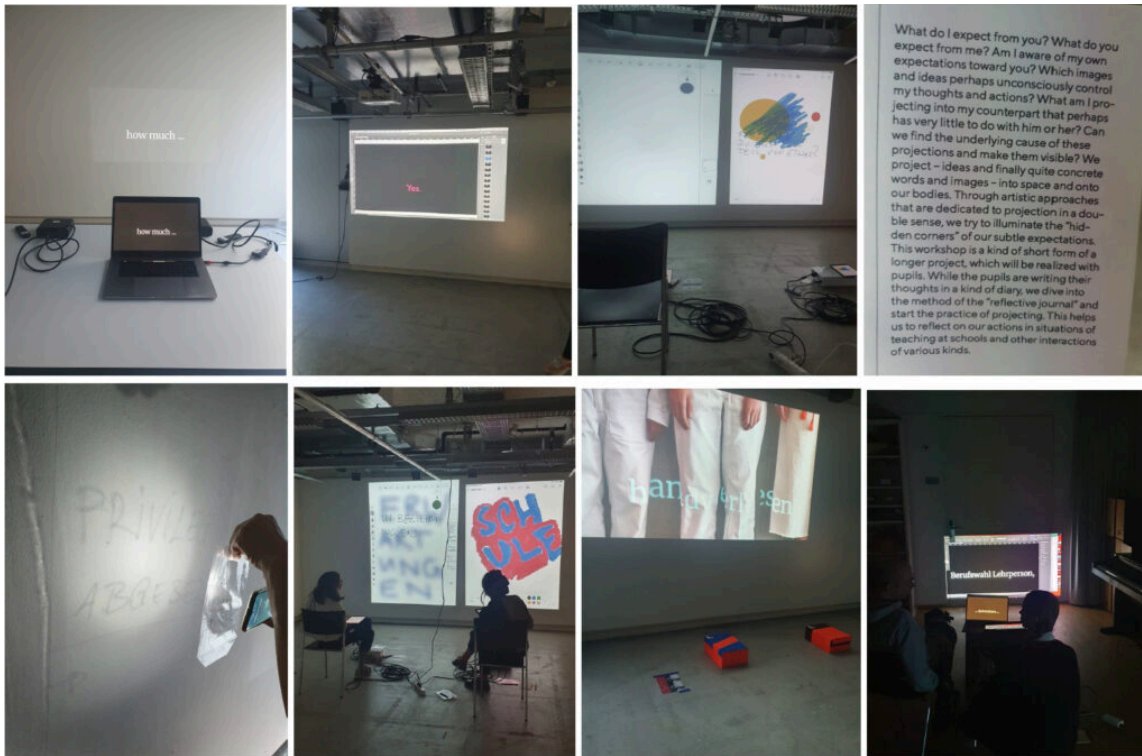 how much ...
how much ...
Yes.
What do I expect from you? What do you
expect from me? Am I aware of my own
expectations toward you? Which images
and ideas perhaps unconsciously control
my thoughts and actions? What am I pro-
jecting into my counterpart that perhaps
has very little to do with him or her? Can
we find the underlying cause of these
projections and make them visible? We
project – ideas and finally quite concrete
words and images – into space and onto
our bodies. Through artistic approaches
that are dedicated to projection in a dou-
ble sense, we try to illuminate the “hid-
den corners” of our subtle expectations.
This workshop is a kind of short form of a
longer project, which will be realized with
pupils. While the pupils are writing their
thoughts in a kind of diary, we dive into
the method of the “reflective journal” and
start the practice of projecting. This helps
us to reflect on our actions in situations of
teaching at schools and other interactions
of various kinds.
PRIVILE
ABGE
P
ERW
ART
UNG
EN
SCH
ULE
Berufswahl Lehrperson,